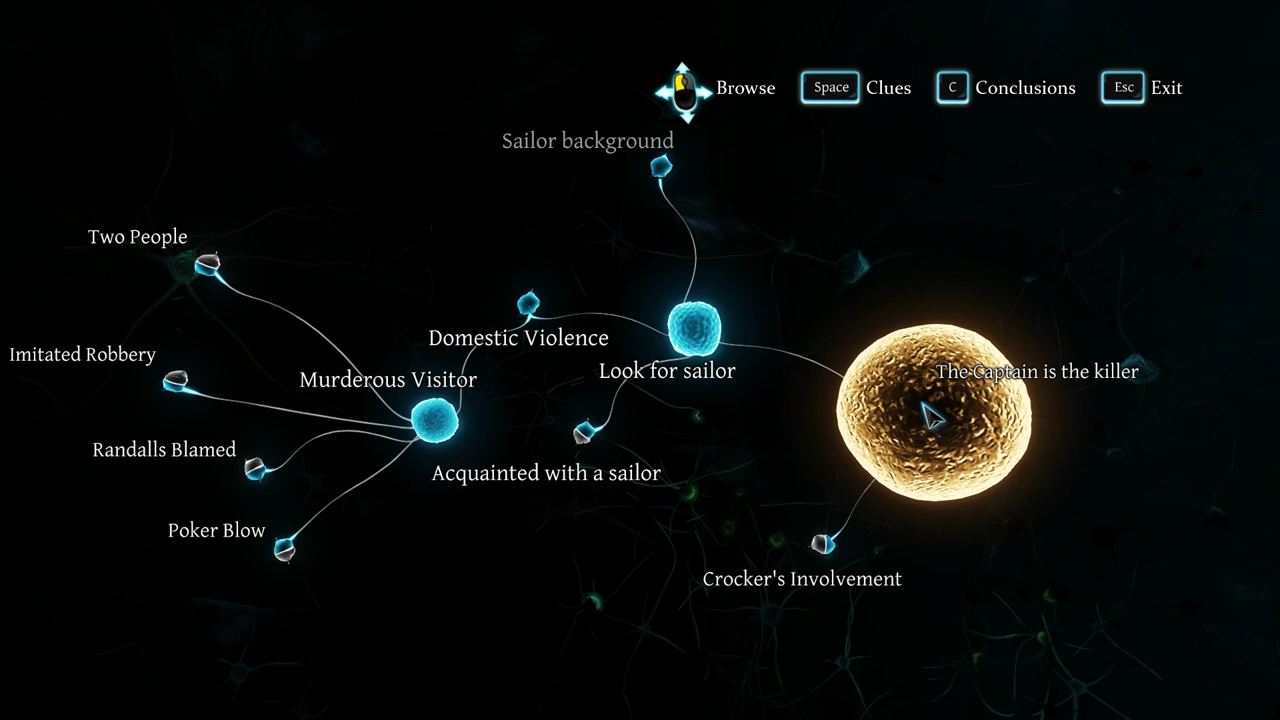 Browse
Space
Clues
C
Conclusions
Esc
Exit
Sailor background
Two People
Domestic Violence
Imitated Robbery
Look for sailor
The Captain is the killer
Murderous Visitor
Randalls Blamed
Acquainted with a sailor
Poker Blow
Crocker's Involvement